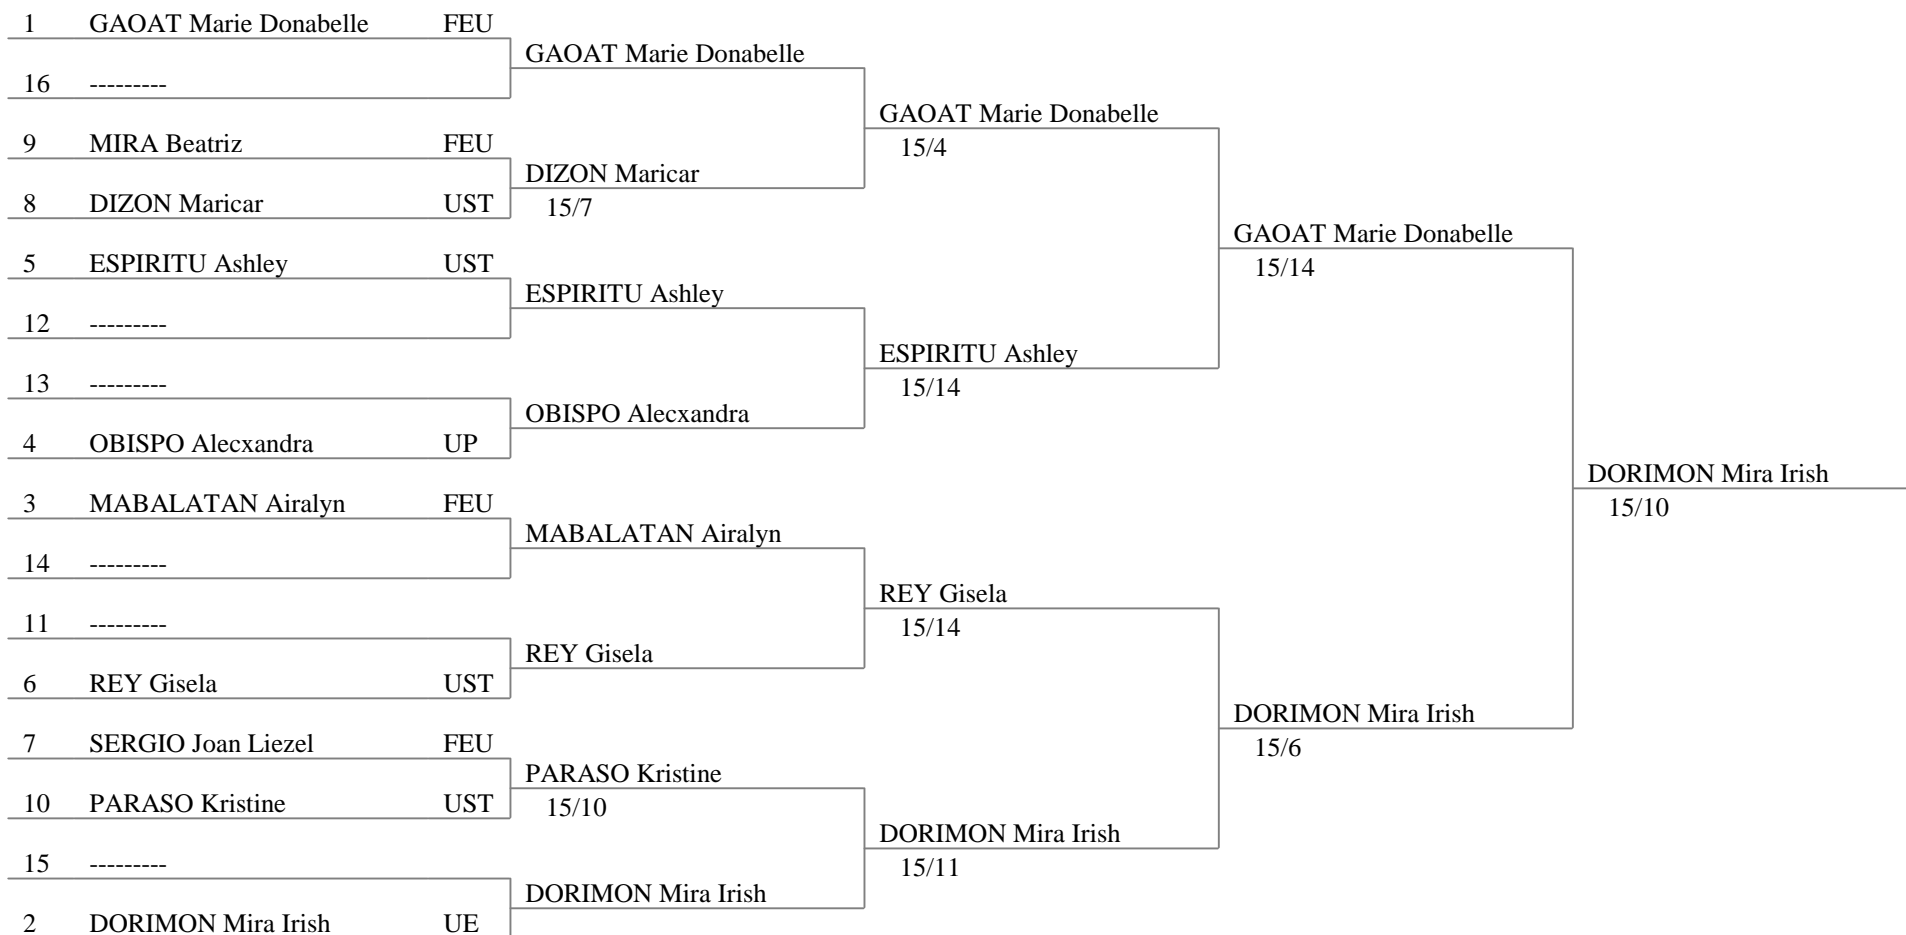 1 GAOAT Marie Donabelle FEU
GAOAT Marie Donabelle
16 ---------
GAOAT Marie Donabelle
15/4
9 MIRA Beatriz FEU
DIZON Maricar
15/7
8 DIZON Maricar UST
GAOAT Marie Donabelle
15/14
5 ESPIRITU Ashley UST
ESPIRITU Ashley
12 ---------
ESPIRITU Ashley
15/14
13 ---------
OBISPO Alecxandra
4 OBISPO Alecxandra UP
DORIMON Mira Irish
15/10
3 MABALATAN Airalyn FEU
MABALATAN Airalyn
14 ---------
REY Gisela
15/14
11 ---------
REY Gisela
6 REY Gisela UST
DORIMON Mira Irish
15/6
7 SERGIO Joan Liezel FEU
PARASO Kristine
15/10
10 PARASO Kristine UST
DORIMON Mira Irish
15/11
15 ---------
DORIMON Mira Irish
2 DORIMON Mira Irish UE